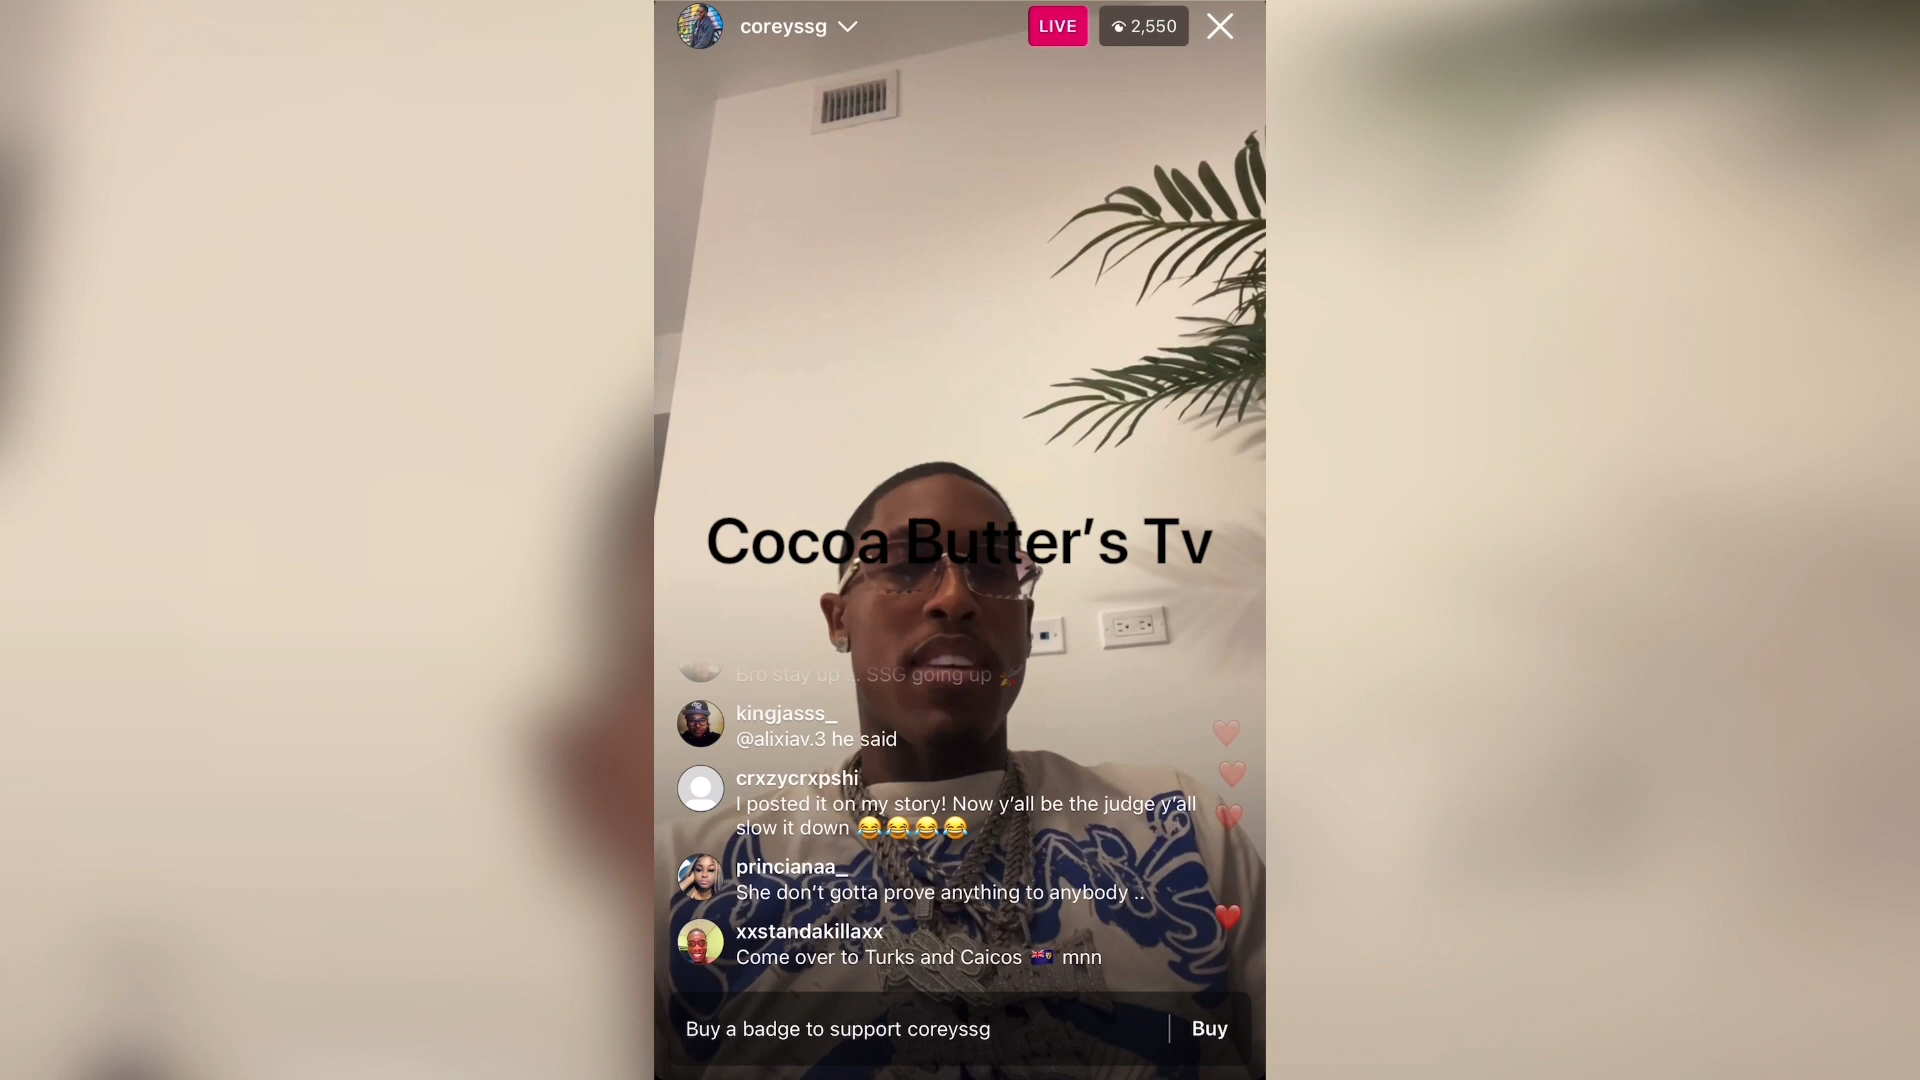 coreyssg
LIVE
2,550
Cocoa Butter’s Tv
Bro stay up ... SSG going up
kingjasss_
@alixiav.3 he said
crxzycrxpshi
I posted it on my story! Now y’all be the judge y’all
slow it down 😂😂😂😂
princianaa_
She don’t gotta prove anything to anybody ..
xxstandakillaxx
Come over to Turks and Caicos 🇹🇨 mnn
Buy a badge to support coreyssg
Buy